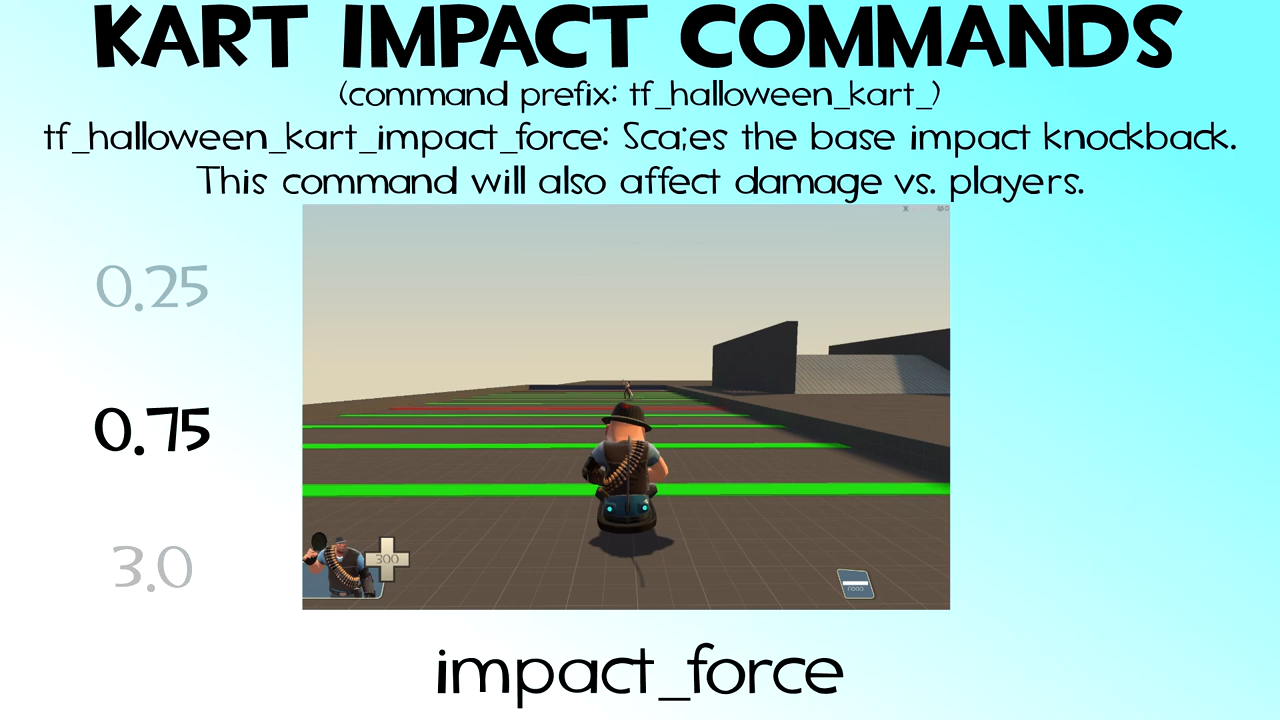 KART IMPACT COMMANDS
(command prefix: tf_halloween_kart_)
tf_halloween_kart_impact_force: Sca;es the base impact knockback.
This command will also affect damage vs. players.
0.25
0.75
3.0
300
impact_force